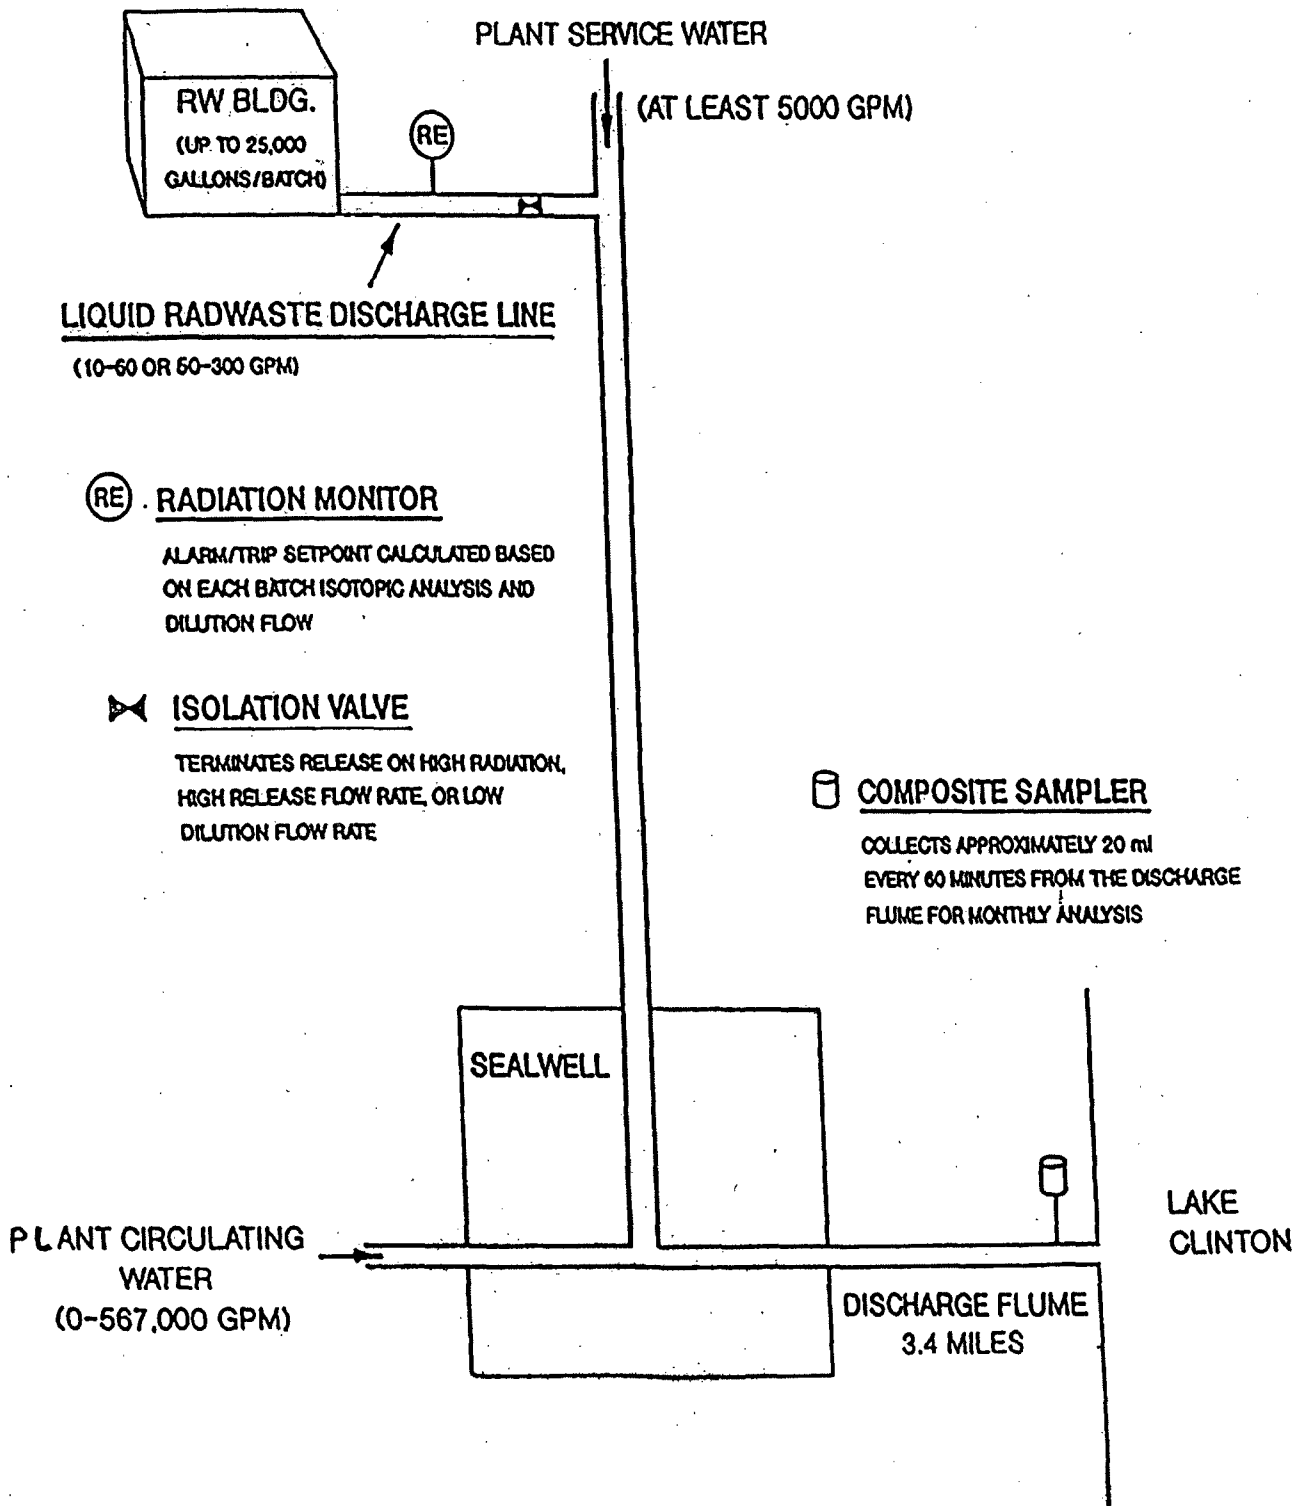 PLANT SERVICE WATER
RW BLDG.
(UP TO 25,000
GALLONS/BATCH)
RE
(AT LEAST 5000 GPM)
LIQUID RADWASTE DISCHARGE LINE
(10-60 OR 50-300 GPM)
RE
RADIATION MONITOR
ALARM/TRIP SETPOINT CALCULATED BASED
ON EACH BATCH ISOTOPIC ANALYSIS AND
DILUTION FLOW
ISOLATION VALVE
TERMINATES RELEASE ON HIGH RADIATION,
HIGH RELEASE FLOW RATE, OR LOW
DILUTION FLOW RATE
COMPOSITE SAMPLER
COLLECTS APPROXIMATELY 20 ml
EVERY 60 MINUTES FROM THE DISCHARGE
FLUME FOR MONTHLY ANALYSIS
SEALWELL
PLANT CIRCULATING
WATER
(0-567,000 GPM)
DISCHARGE FLUME
3.4 MILES
LAKE
CLINTON